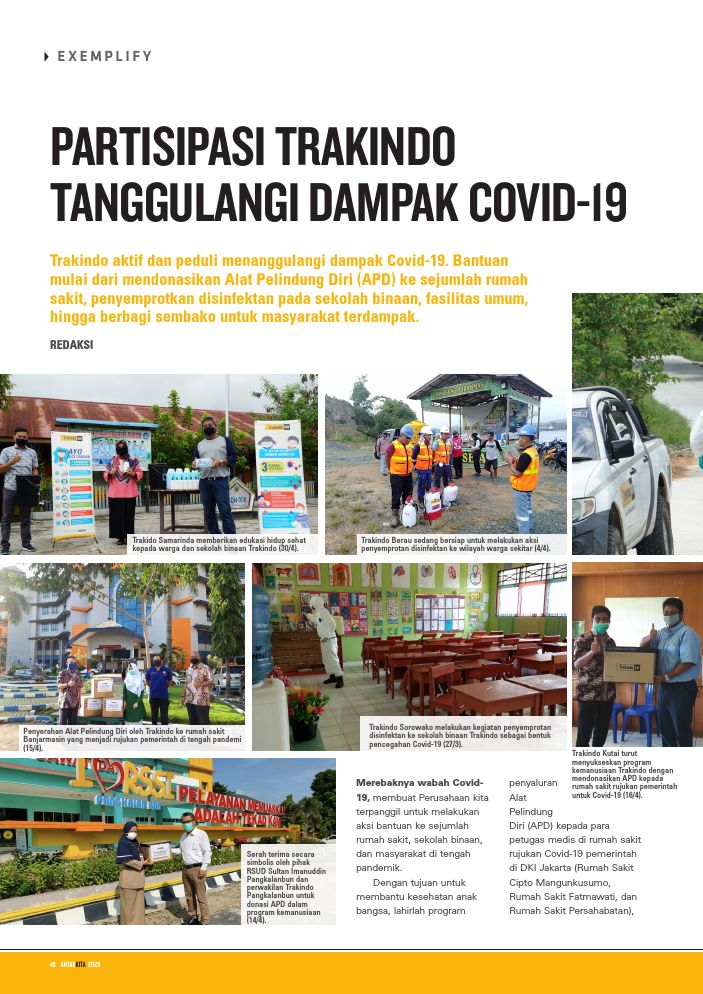 EXEMPLIFY
PARTISIPASI TRAKINDO
TANGGULANGI DAMPAK COVID-19
Trakindo aktif dan peduli menanggulangi dampak Covid-19. Bantuan
mulai dari mendonasikan Alat Pelindung Diri (APD) ke sejumlah rumah
sakit, penyemprotkan disinfektan pada sekolah binaan, fasilitas umum,
hingga berbagi sembako untuk masyarakat terdampak.
REDAKSI
Trakido Samarinda memberikan edukasi hidup sehat
kepada warga dan sekolah binaan Trakindo (30/4).
Trakindo Berau sedang bersiap untuk melakukan aksi
penyemprotan disinfektan ke wilayah warga sekitar (4/4).
Penyerahan Alat Pelindung Diri oleh Trakindo ke rumah sakit
Banjarmasin yang menjadi rujukan pemerintah di tengah pandemi
(15/4).
Trakindo Sorowako melakukan kegiatan penyemprotan
disinfektan ke sekolah binaan Trakindo sebagai bentuk
pencegahan Covid-19 (27/3).
Trakindo
Trakindo Kutai turut
menyukseskan program
kemanusiaan Trakindo dengan
mendonasikan APD kepada
rumah sakit rujukan pemerintah
untuk Covid-19 (16/4).
I RSSI
PANGKALAN BUN
PELAYANAN MEMUASKAN
ADALAH TEKAD KAMI
Serah terima secara
simbolis oleh pihak
RSUD Sultan Imanuddin
Pangkalanbun dan
perwakilan Trakindo
Pangkalanbun untuk
donasi APD dalam
program kemanusiaan
(14/4).
Merebaknya wabah Covid-
19, membuat Perusahaan kita
terpanggil untuk melakukan
aksi bantuan ke sejumlah
rumah sakit, sekolah binaan,
dan masyarakat di tengah
pandemik.
Dengan tujuan untuk
membantu kesehatan anak
bangsa, lahirlah program
penyaluran
Alat
Pelindung
Diri (APD) kepada para
petugas medis di rumah sakit
rujukan Covid-19 pemerintah
di DKI Jakarta (Rumah Sakit
Cipto Mangunkusumo,
Rumah Sakit Fatmawati, dan
Rumah Sakit Persahabatan),
48 ANTARKITA 2020